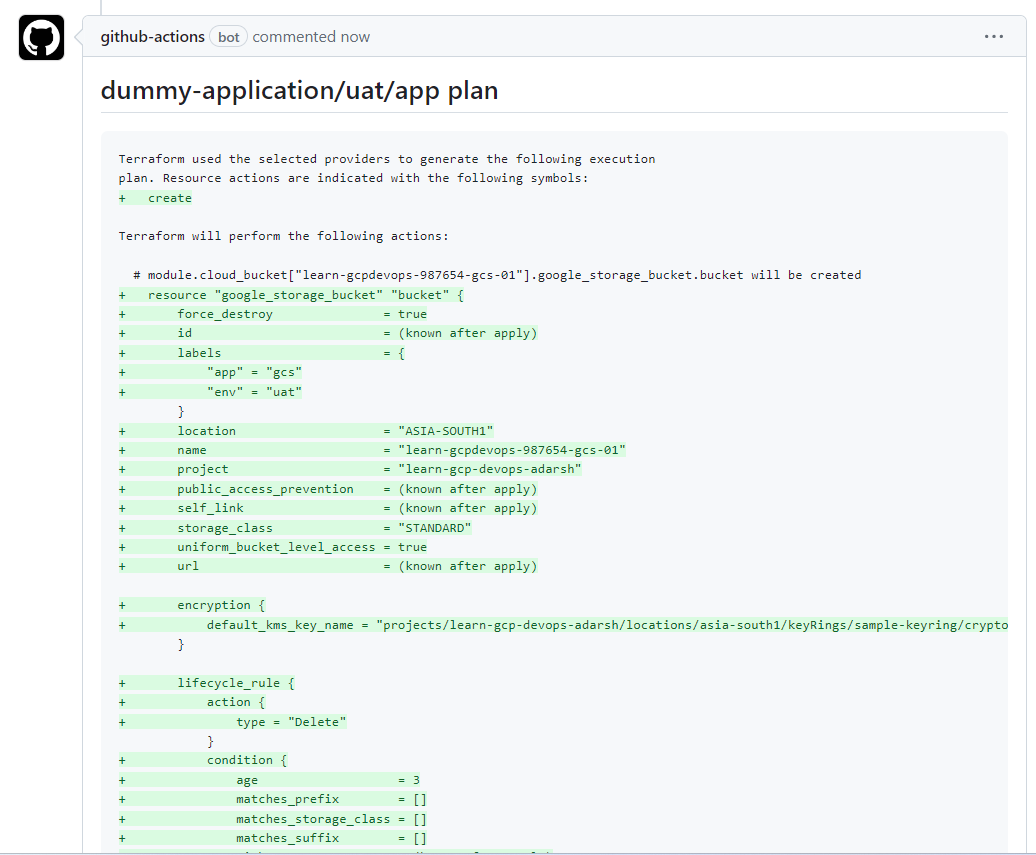 github-actions bot commented now
dummy-application/uat/app plan
Terraform used the selected providers to generate the following execution
plan. Resource actions are indicated with the following symbols:
+   create
Terraform will perform the following actions:
  # module.cloud_bucket["learn-gcpdevops-987654-gcs-01"].google_storage_bucket.bucket will be created
+   resource "google_storage_bucket" "bucket" {
+       force_destroy               = true
+       id                          = (known after apply)
+       labels                      = {
+           "app" = "gcs"
+           "env" = "uat"
        }
+       location                    = "ASIA-SOUTH1"
+       name                        = "learn-gcpdevops-987654-gcs-01"
+       project                     = "learn-gcp-devops-adarsh"
+       public_access_prevention    = (known after apply)
+       self_link                   = (known after apply)
+       storage_class               = "STANDARD"
+       uniform_bucket_level_access = true
+       url                         = (known after apply)
+       encryption {
+           default_kms_key_name = "projects/learn-gcp-devops-adarsh/locations/asia-south1/keyRings/sample-keyring/crypto
        }
+       lifecycle_rule {
+           action {
+               type = "Delete"
            }
+           condition {
+               age                   = 3
+               matches_prefix        = []
+               matches_storage_class = []
+               matches_suffix        = []